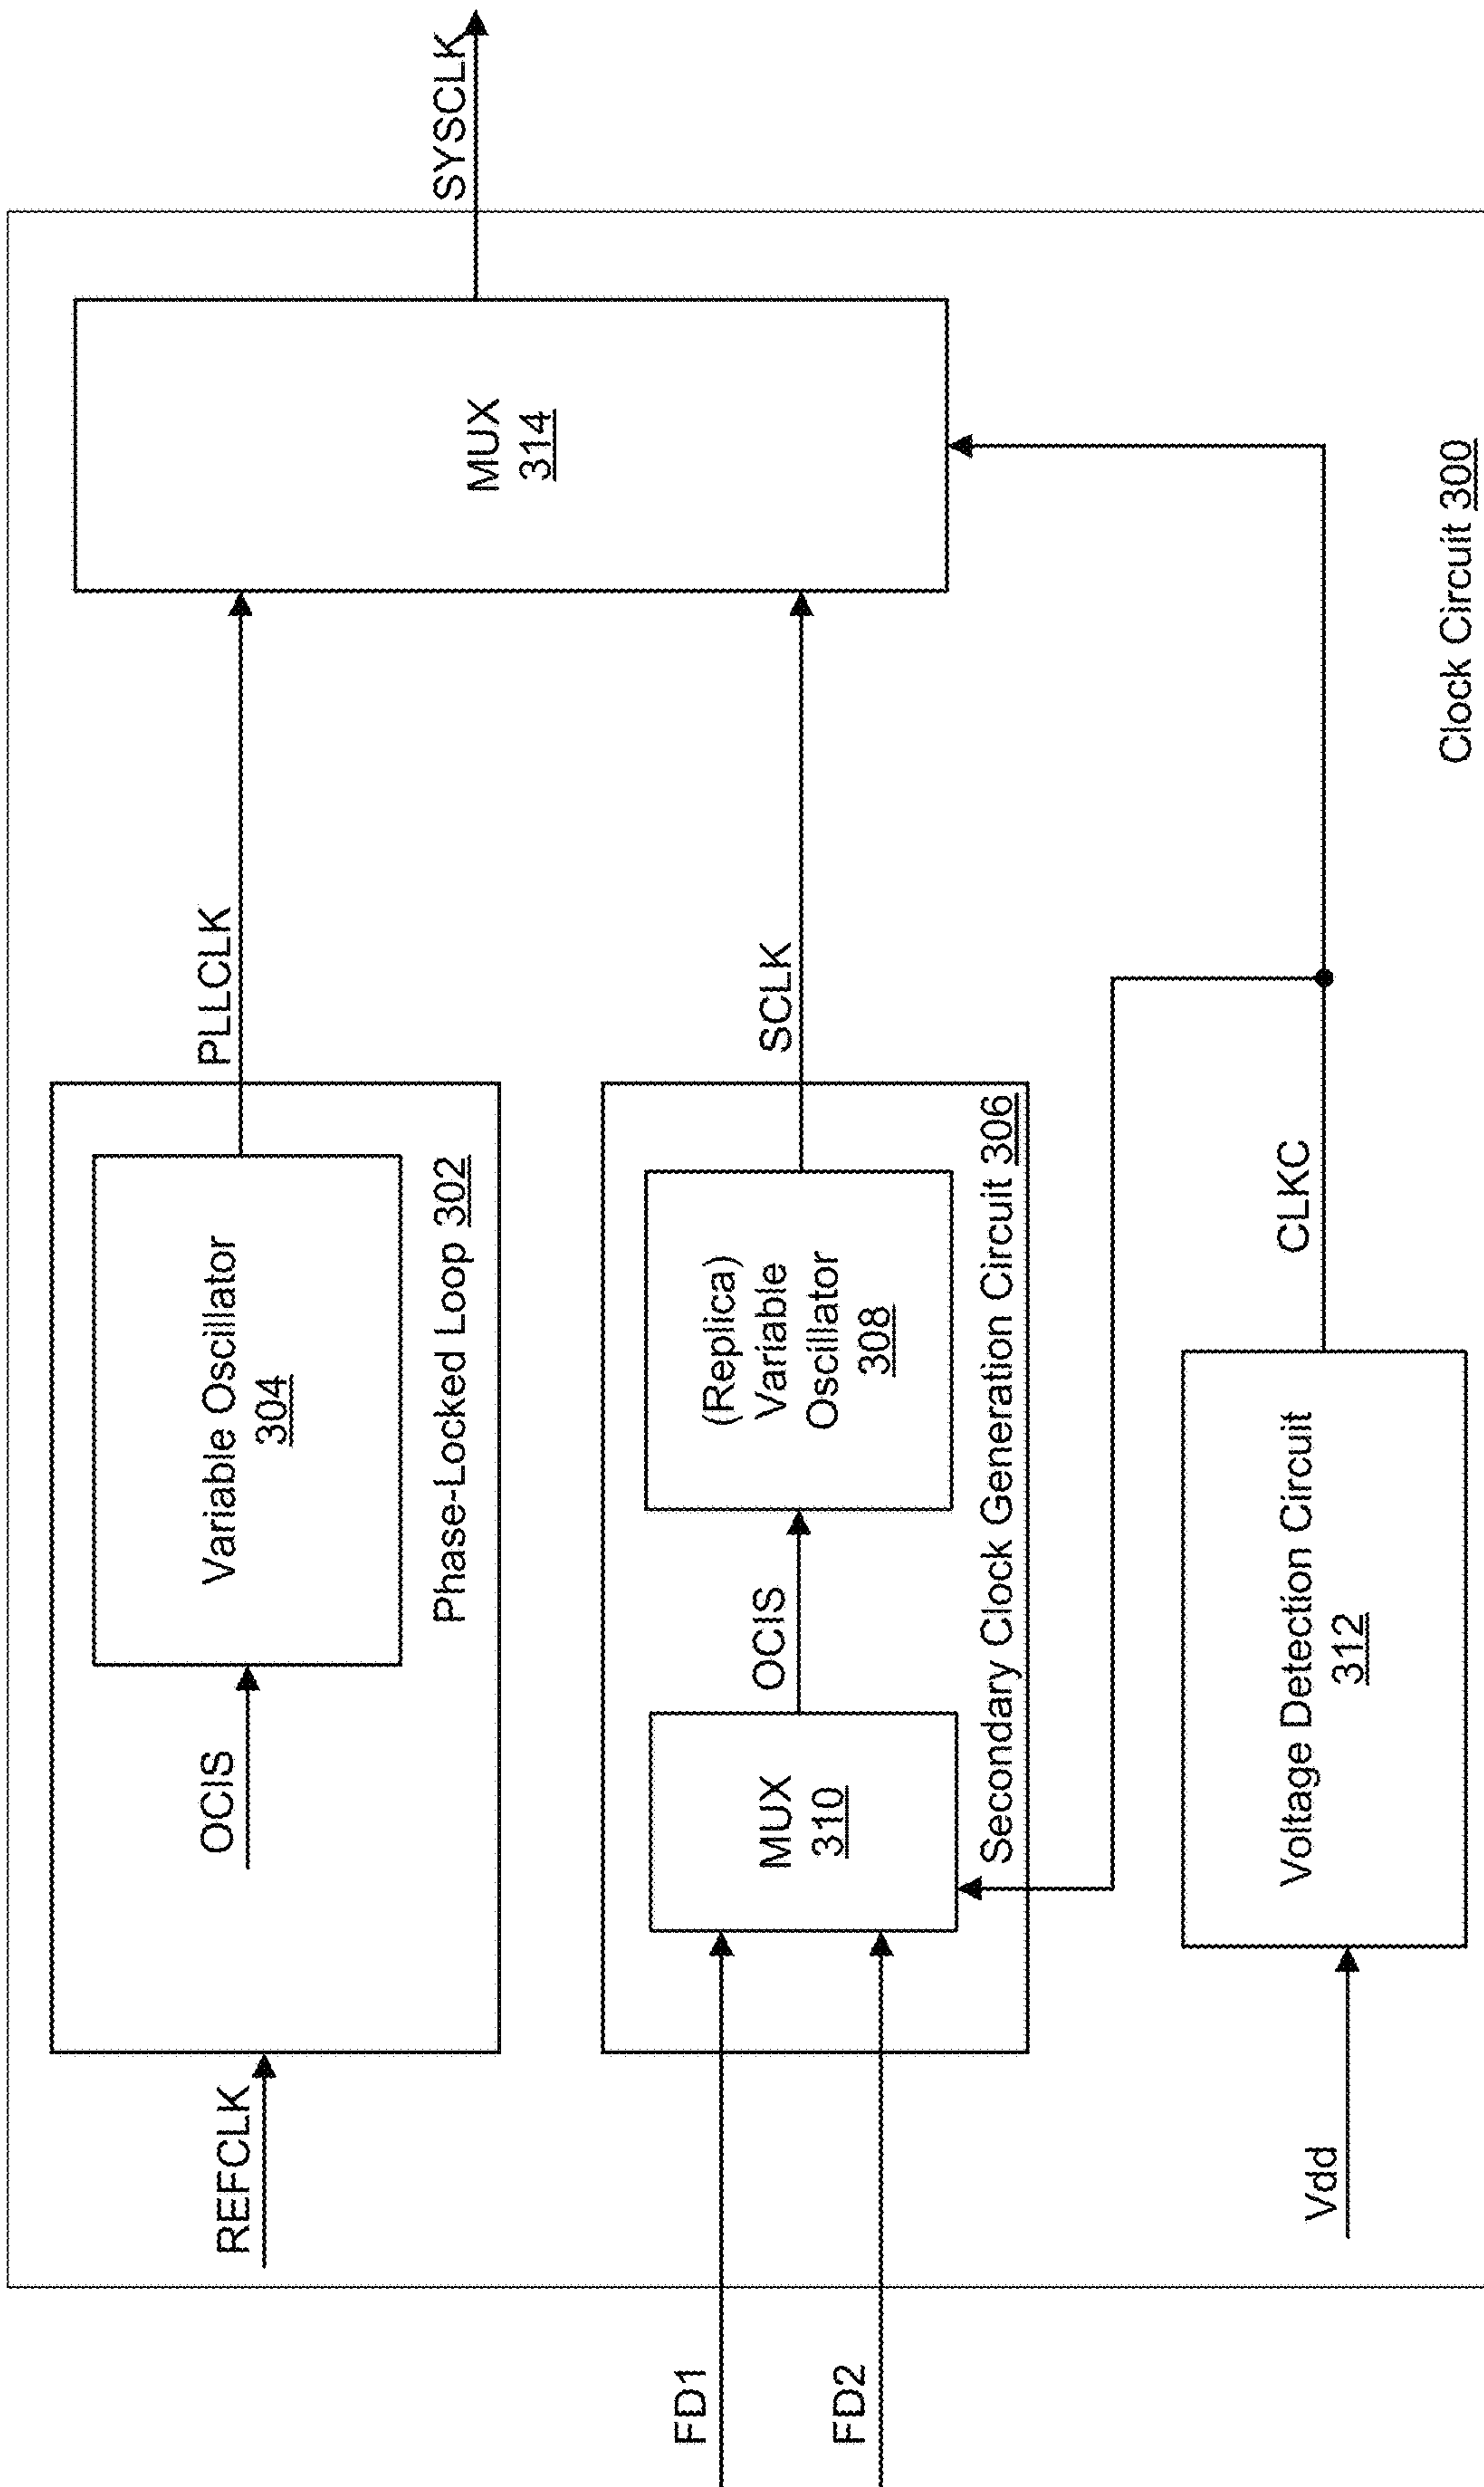 REFCLK
OCIS
Variable Oscillator
304
Phase-Locked Loop 302
PLLCLK
MUX
314
SYSCLK
FD1
FD2
MUX
310
OCIS
(Replica)
Variable
Oscillator
308
Secondary Clock Generation Circuit 306
SCLK
Vdd
Voltage Detection Circuit
312
CLKC
Clock Circuit 300